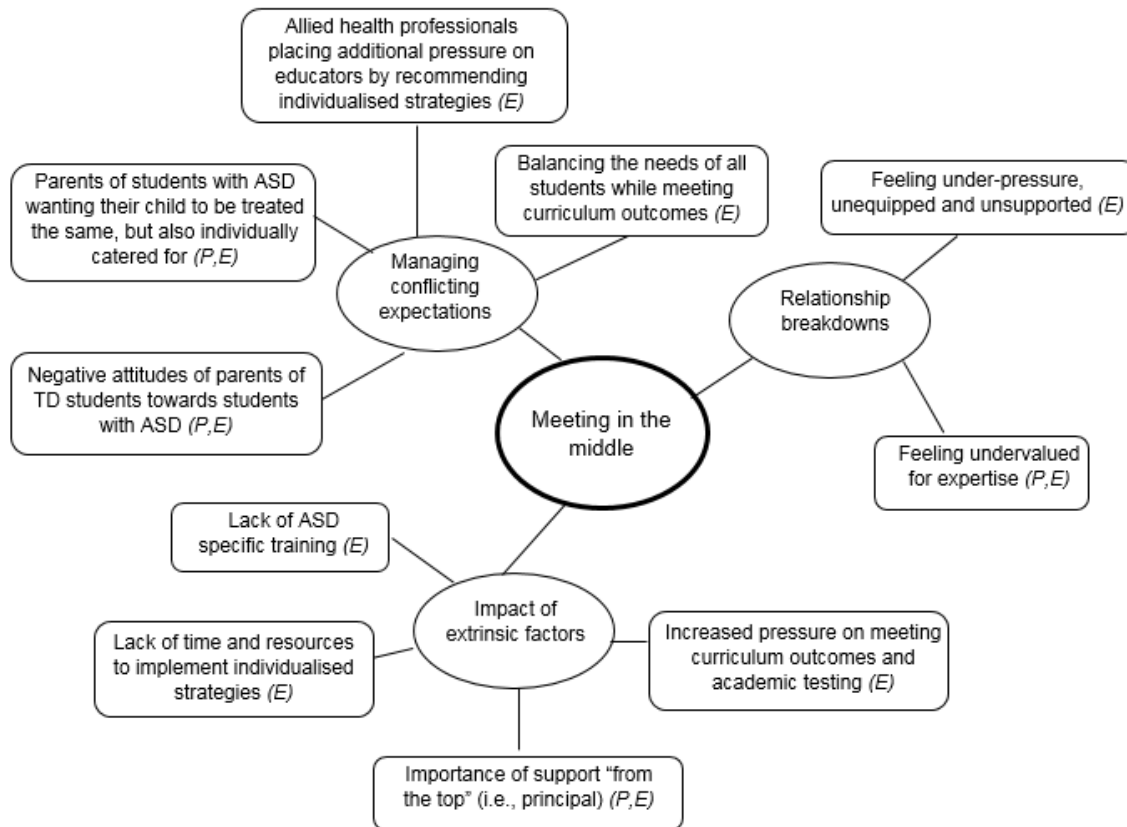 Allied health professionals
placing additional pressure on
educators by recommending
individualised strategies (E)
Parents of students with ASD
wanting their child to be treated
the same, but also individually
catered for (P,E)
Balancing the needs of all
students while meeting
curriculum outcomes (E)
Managing
conflicting
expectations
Negative attitudes of parents of
TD students towards students
with ASD (P,E)
Feeling under-pressure,
unequipped and unsupported (E)
Relationship
breakdowns
Feeling undervalued
for expertise (P,E)
Meeting in the
middle
Lack of ASD
specific training (E)
Impact of
extrinsic factors
Lack of time and resources
to implement individualised
strategies (E)
Increased pressure on meeting
curriculum outcomes and
academic testing (E)
Importance of support “from
the top” (i.e., principal) (P,E)